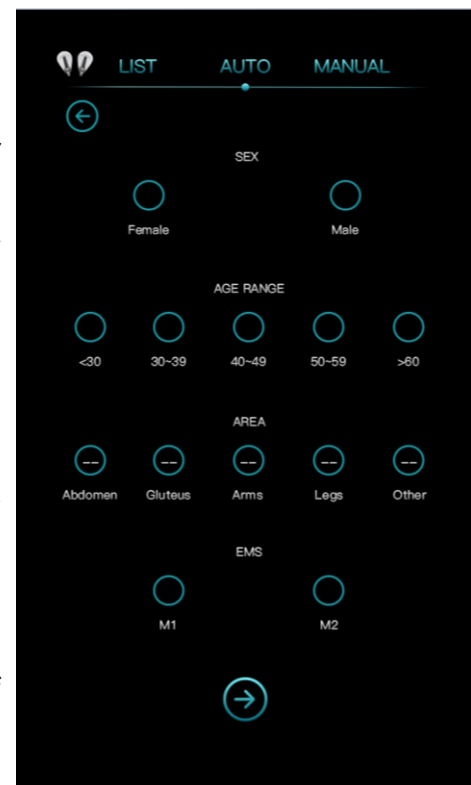 LIST AUTO MANUAL
SEX
Female Male
AGE RANGE
<30 30~39 40~49 50~59 >60
AREA
-- -- -- -- --
Abdomen Gluteus Arms Legs Other
EMS
M1 M2